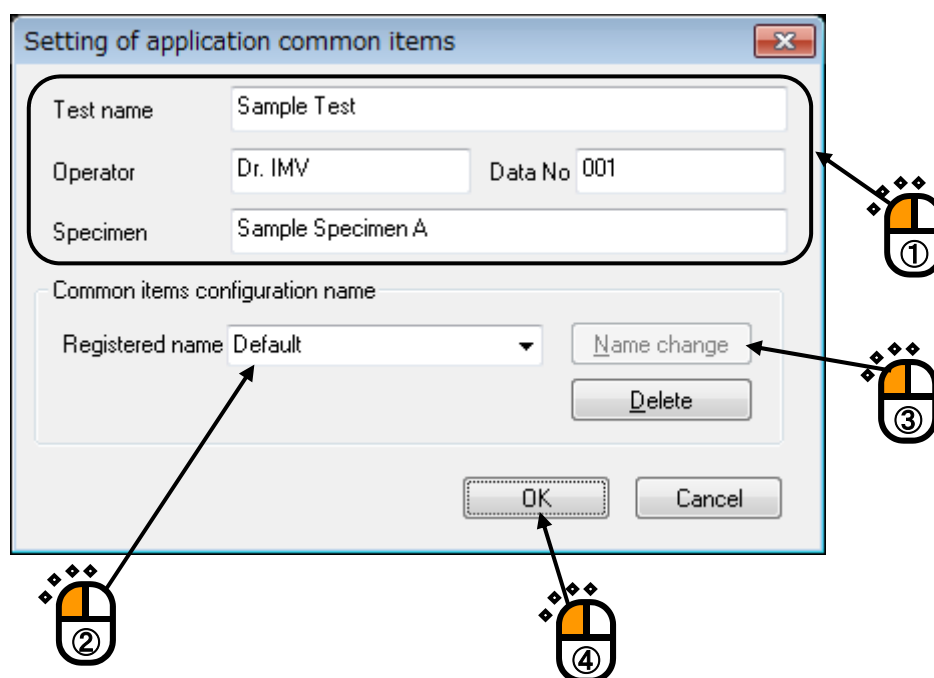 Setting of application common items
Test name Sample Test
①
Operator Dr. IMV Data No 001
Specimen Sample Specimen A
Common items configuration name
Registered name Default Name change
③
Delete
OK Cancel
②
④